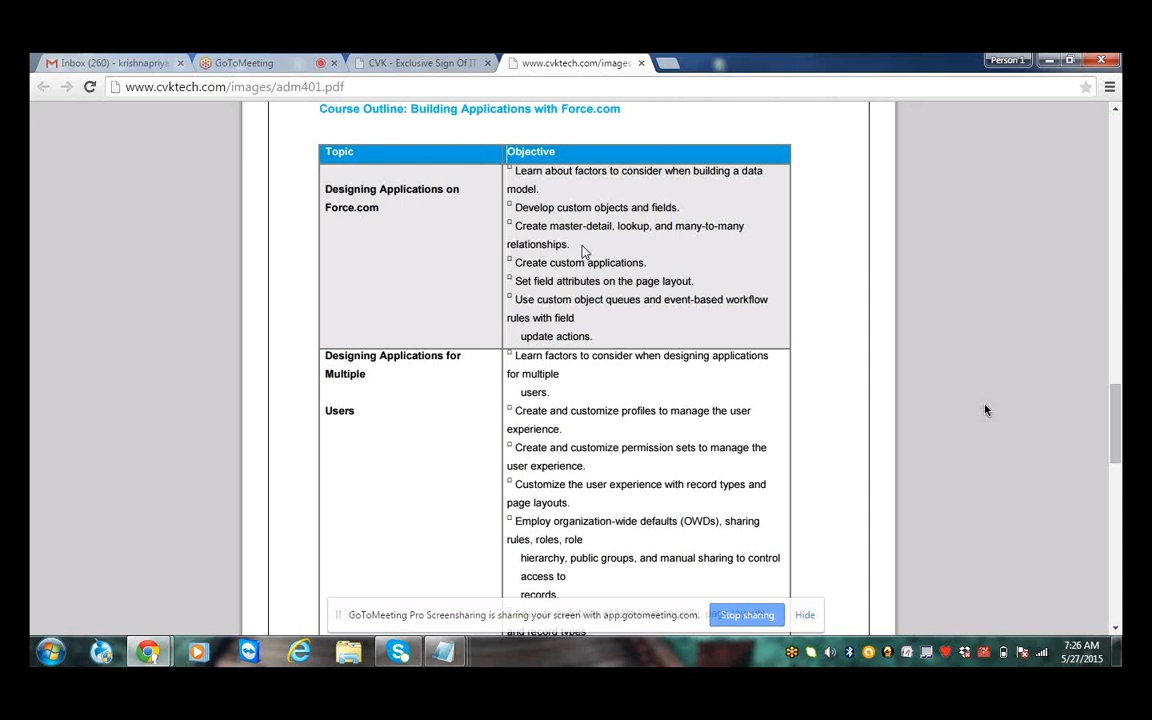 Inbox (260) - krishnapriya
GoToMeeting
CVK - Exclusive Sign Of IT
www.cvktech.com/images
Person 1
www.cvktech.com/images/adm401.pdf
Course Outline: Building Applications with Force.com
Topic
Objective
Designing Applications on
Force.com
Learn about factors to consider when building a data
model.
Develop custom objects and fields.
Create master-detail, lookup, and many-to-many
relationships.
Create custom applications.
Set field attributes on the page layout.
Use custom object queues and event-based workflow
rules with field
update actions.
Designing Applications for
Multiple
Users
Learn factors to consider when designing applications
for multiple
users.
Create and customize profiles to manage the user
experience.
Create and customize permission sets to manage the
user experience.
Customize the user experience with record types and
page layouts.
Employ organization-wide defaults (OWDs), sharing
rules, roles, role
hierarchy, public groups, and manual sharing to control
access to
records.
and record types
GoToMeeting Pro Screensharing is sharing your screen with app.gotomeeting.com.
Stop sharing
Hide
7:26 AM
5/27/2015